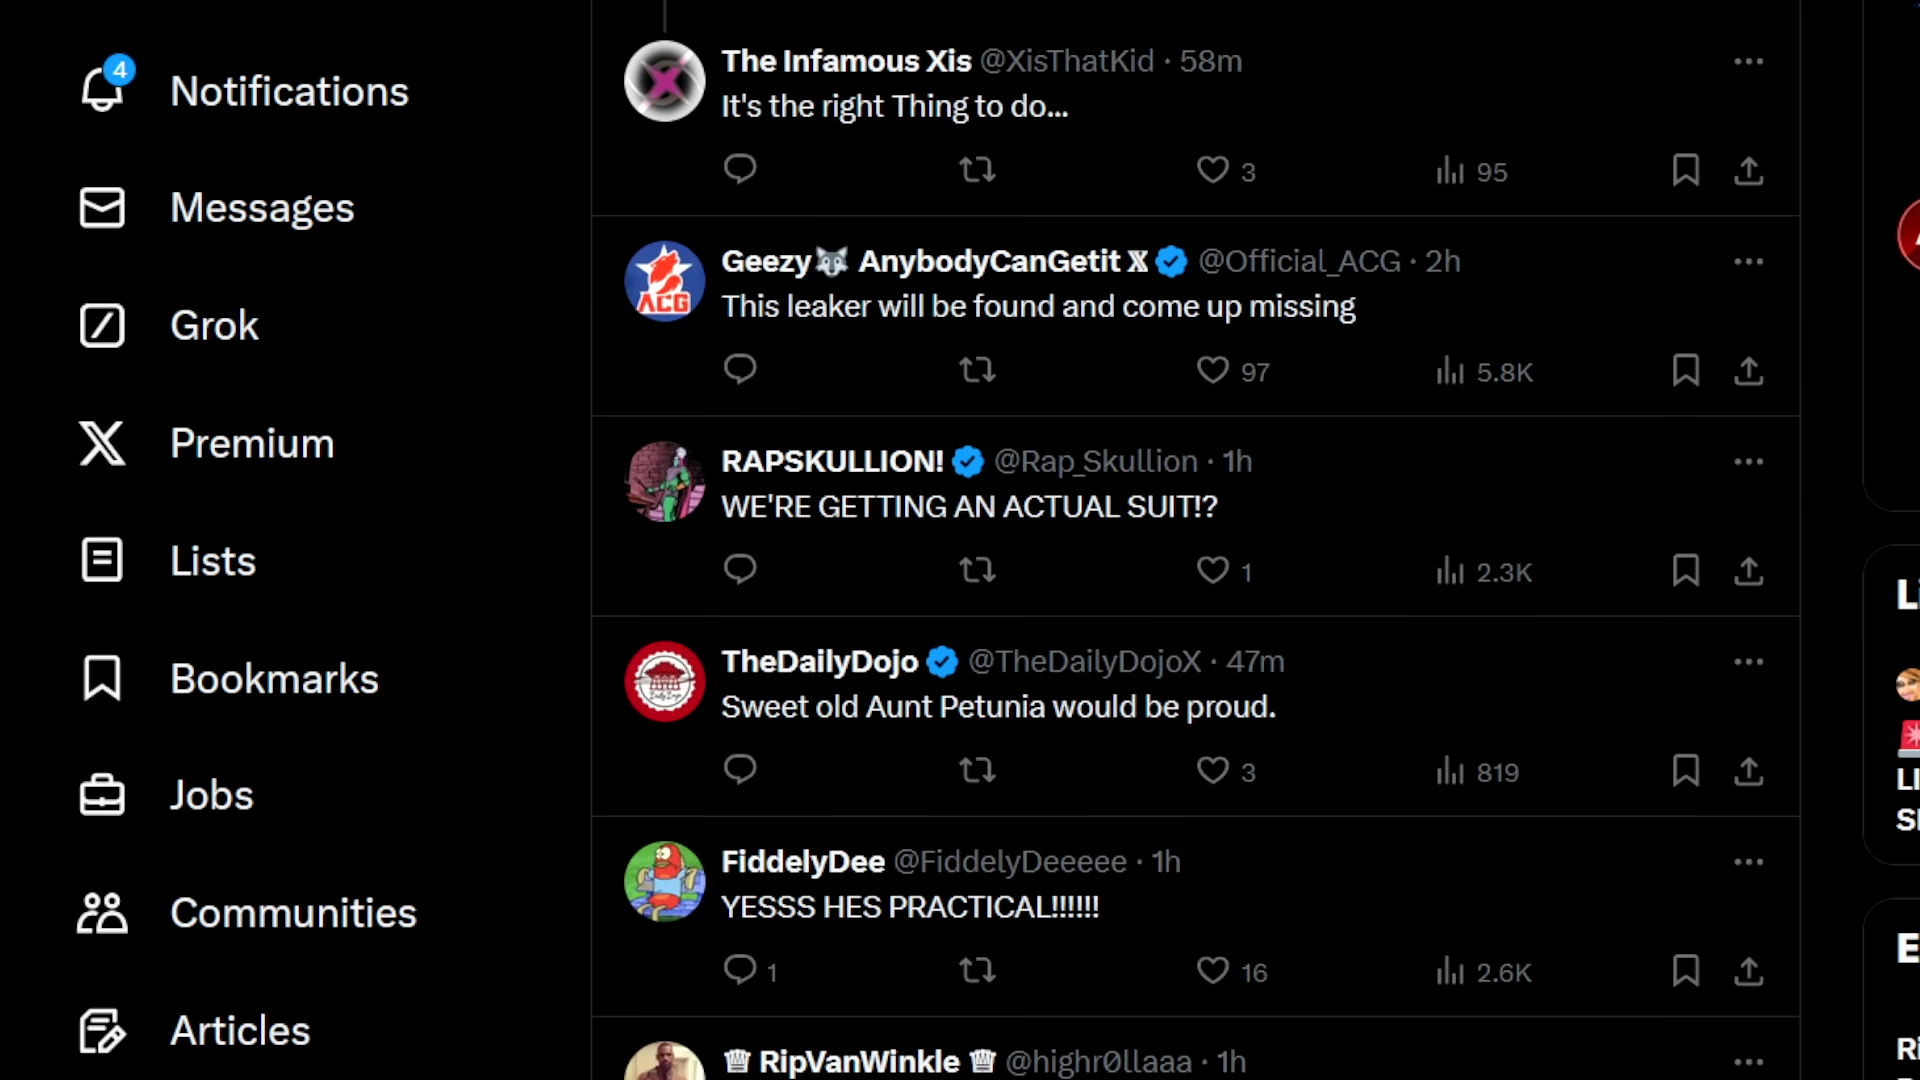 4
Notifications
Messages
Grok
Premium
Lists
Bookmarks
Jobs
Communities
Articles
The Infamous Xis @XisThatKid · 58m
It's the right Thing to do...
3 95
ACG
Geezy🐺 AnybodyCanGetit 𝕏 @Official_ACG · 2h
This leaker will be found and come up missing
97 5.8K
RAPSKULLION! @Rap_Skullion · 1h
WE'RE GETTING AN ACTUAL SUIT!?
1 2.3K
TheDailyDojo @TheDailyDojoX · 47m
Sweet old Aunt Petunia would be proud.
3 819
FiddelyDee @FiddelyDeeeee · 1h
YESSS HES PRACTICAL!!!!!!
1 16 2.6K
♛ RipVanWinkle ♛ @highr0llaaa · 1h